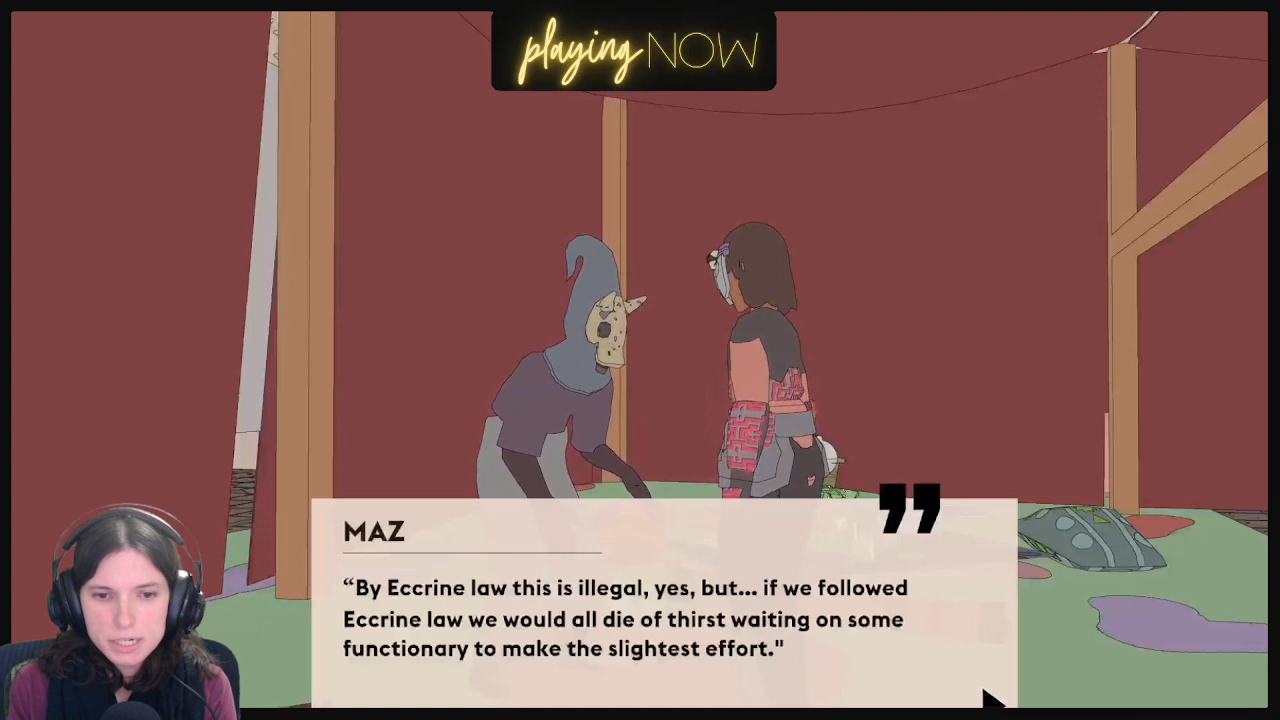 playing NOW
MAZ
“By Eccrine law this is illegal, yes, but... if we followed
Eccrine law we would all die of thirst waiting on some
functionary to make the slightest effort."